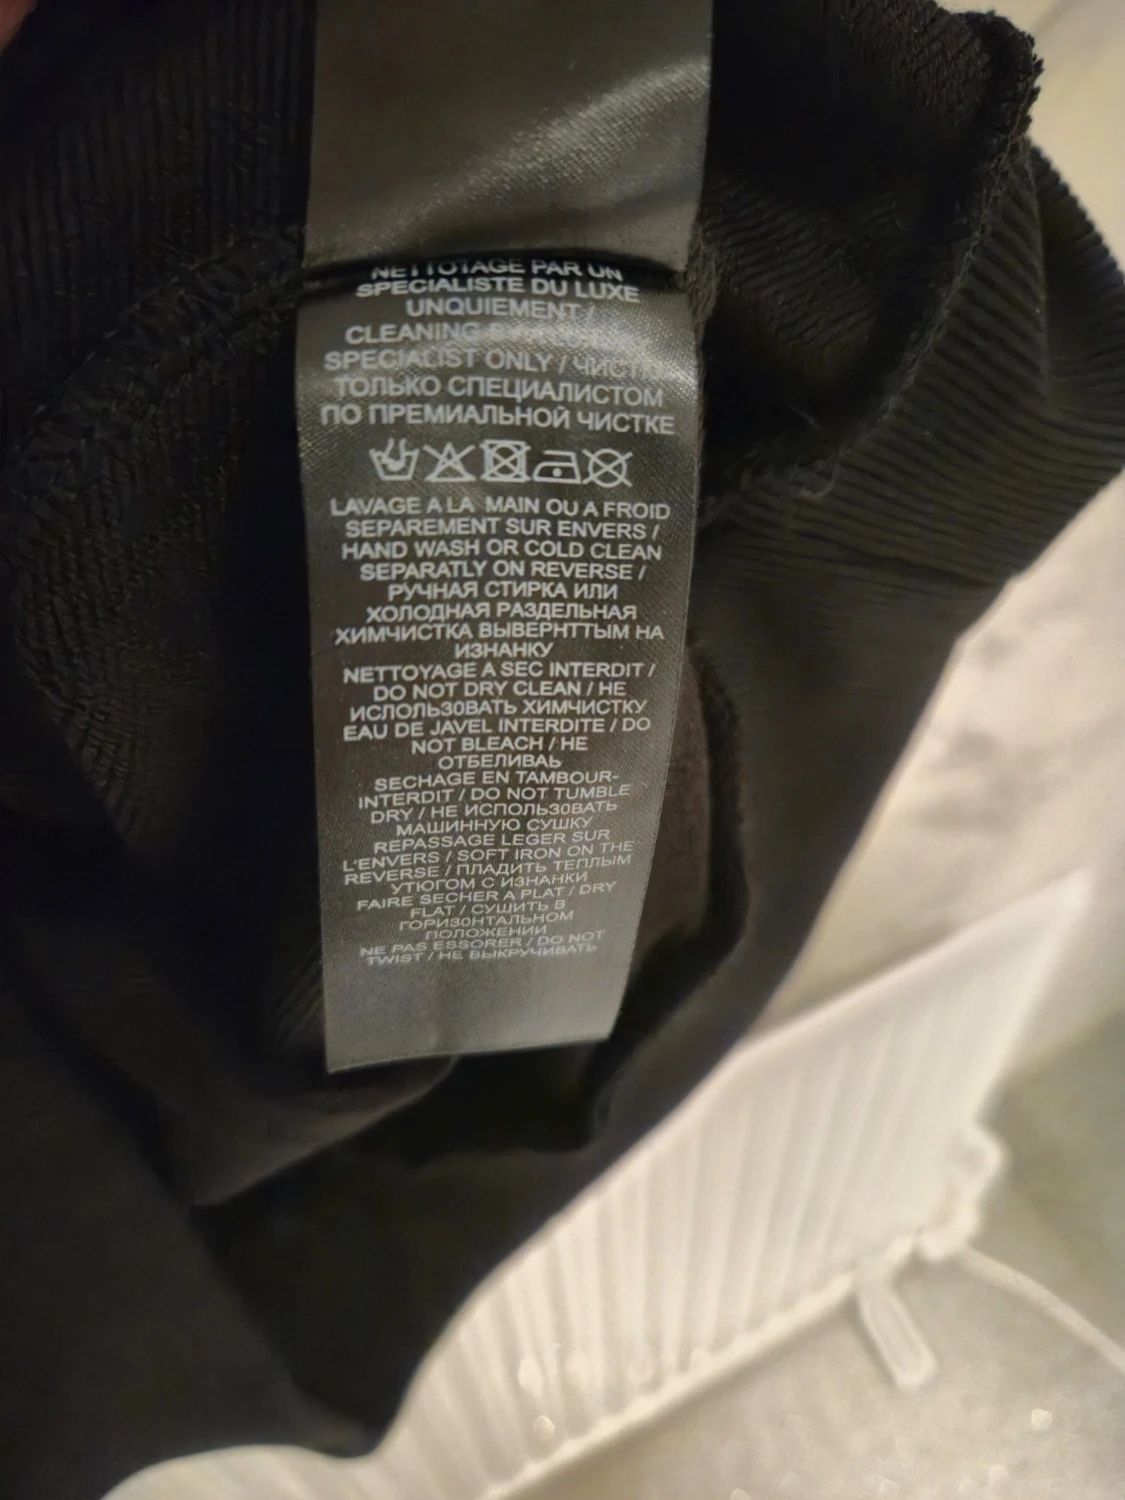 NETTOTAGE PAR UN
SPECIALISTE DU LUXE
UNQUIEMENT /
CLEANING
SPECIALIST ONLY /
ТОЛЬКО СПЕЦИАЛИСТОМ
ПО ПРЕМИАЛЬНОЙ ЧИСТКЕ
LAVAGE A LA MAIN OU A FROID
SEPAREMENT SUR ENVERS /
HAND WASH OR COLD CLEAN
SEPARATLY ON REVERSE /
РУЧНАЯ СТИРКА ИЛИ
ХОЛОДНАЯ РАЗДЕЛЬНАЯ
ХИМЧИСТКА ВЫВЕРНТТЫМ НА
ИЗНАНКУ
NETTOYAGE A SEC INTERDIT /
DO NOT DRY CLEAN / НЕ
ИСПОЛЬЗОВАТЬ ХИМЧИСТКУ
EAU DE JAVEL INTERDITE / DO
NOT BLEACH / НЕ
ОТБЕЛИВАЬ
SECHAGE EN TAMBOUR-
INTERDIT / DO NOT TUMBLE
DRY / НЕ ИСПОЛЬЗОВАТЬ
МАШИННУЮ СУШКУ
REPASSAGE LEGER SUR
L'ENVERS / SOFT IRON ON THE
REVERSE / ПЛАДИТЬ ТЕПЛЫМ
УТЮГОМ С ИЗНАНКИ
FAIRE SECHER A PLAT / DRY
FLAT / СУШИТЬ В
ГОРИЗОНТАЛЬНОМ
ПОЛОЖЕНИИ
NE PAS ESSORER / DO NOT
TWIST / НЕ ВЫКРУЧИВАТЬ